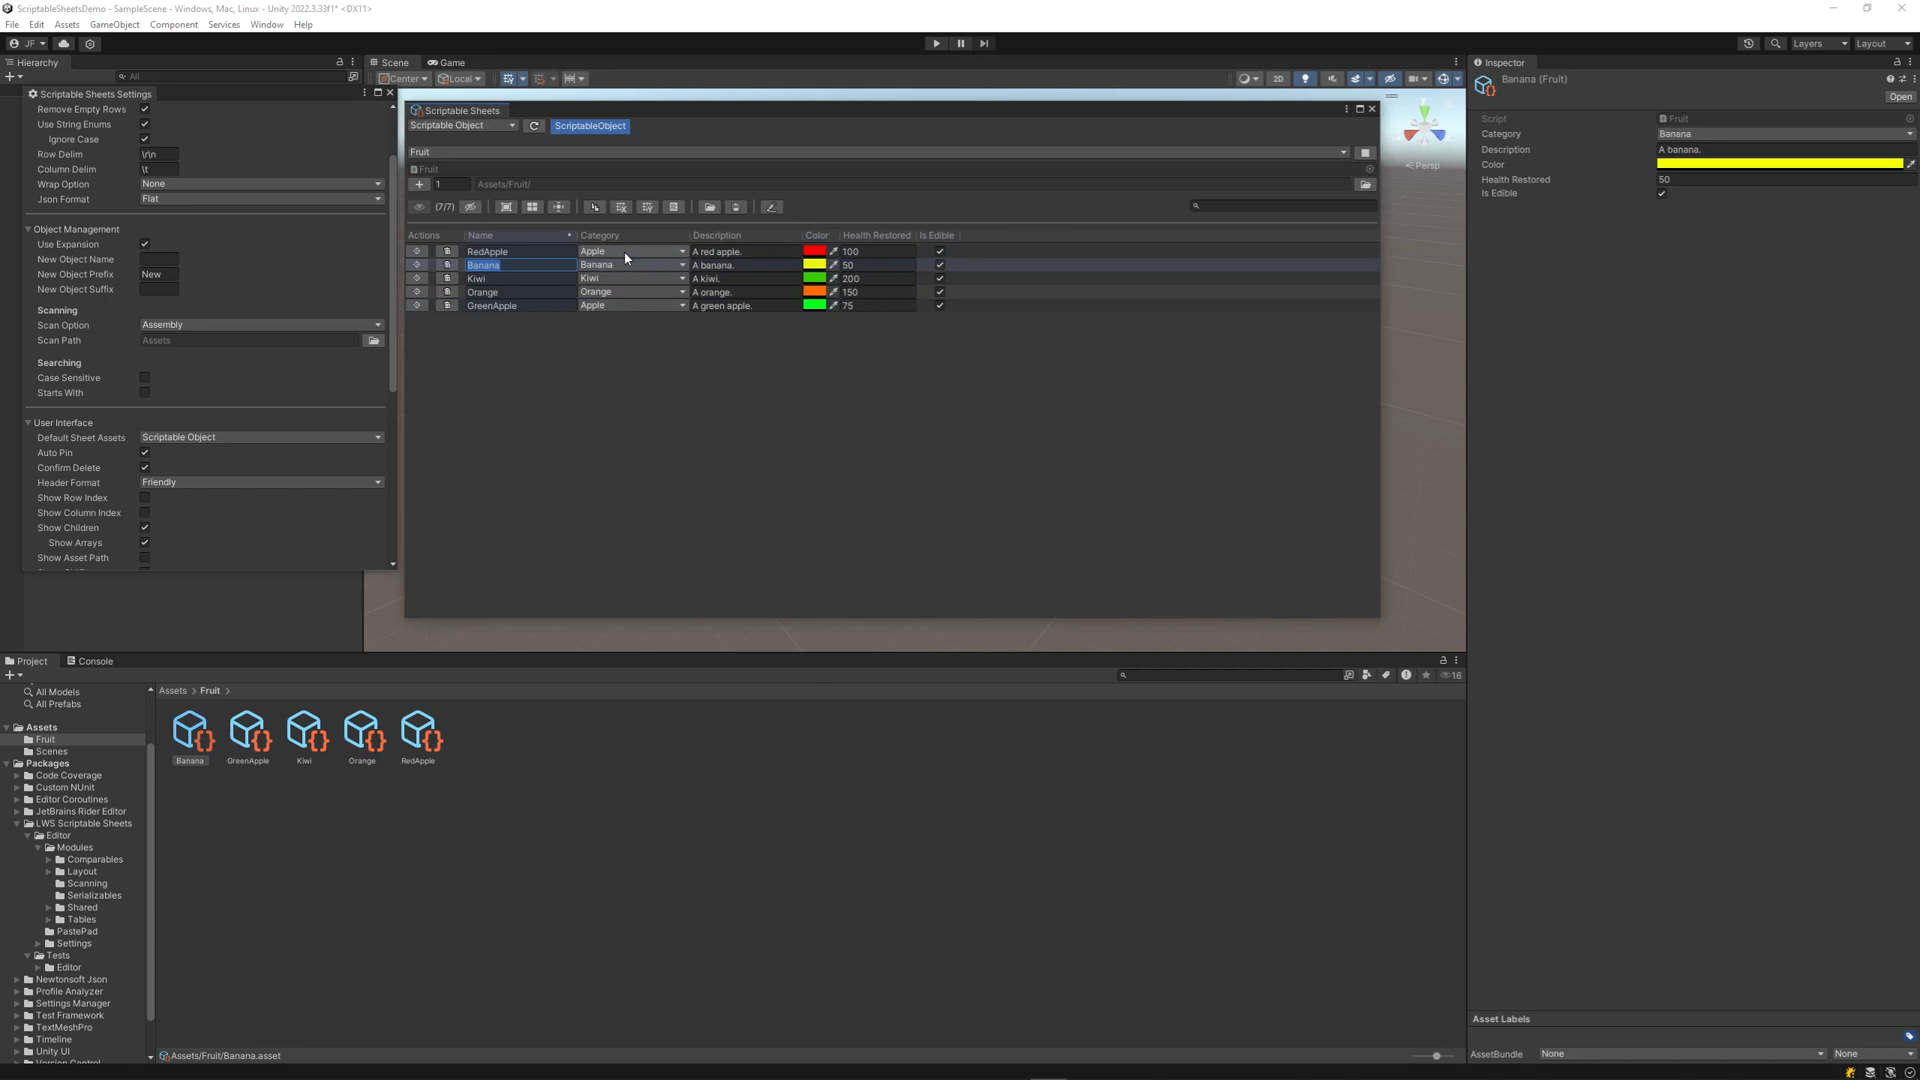 ScriptableSheetsDemo - SampleScene - Windows, Mac, Linux - Unity 2022.3.33f1* <DX11>
File Edit Assets GameObject Component Services Window Help
JF
Layers Layout
Hierarchy
All
Scene Game
Center Local
2D
Scriptable Sheets Settings
Remove Empty Rows
Use String Enums
Ignore Case
Row Delim \r\n
Column Delim \t
Wrap Option None
Json Format Flat
Object Management
Use Expansion
New Object Name
New Object Prefix New
New Object Suffix
Scanning
Scan Option Assembly
Scan Path Assets
Searching
Case Sensitive
Starts With
User Interface
Default Sheet Assets Scriptable Object
Auto Pin
Confirm Delete
Header Format Friendly
Show Row Index
Show Column Index
Show Children
Show Arrays
Show Asset Path
Scriptable Sheets
Scriptable Object ScriptableObject
Fruit
Fruit
1 Assets/Fruit/
(7/7)
Actions Name Category Description Color Health Restored Is Edible
RedApple Apple A red apple. 100
Banana Banana A banana. 50
Kiwi Kiwi A kiwi. 200
Orange Orange A orange. 150
GreenApple Apple A green apple. 75
y
Persp
Inspector
Banana (Fruit)
Open
Script Fruit
Category Banana
Description A banana.
Color
Health Restored 50
Is Edible
Project Console
16
All Models
All Prefabs
Assets
Fruit
Scenes
Packages
Code Coverage
Custom NUnit
Editor Coroutines
JetBrains Rider Editor
LWS Scriptable Sheets
Editor
Modules
Comparables
Layout
Scanning
Serializables
Shared
Tables
PastePad
Settings
Tests
Editor
Newtonsoft Json
Profile Analyzer
Settings Manager
Test Framework
TextMeshPro
Timeline
Unity UI
Version Control
Assets > Fruit >
Banana GreenApple Kiwi Orange RedApple
Assets/Fruit/Banana.asset
Asset Labels
AssetBundle None None